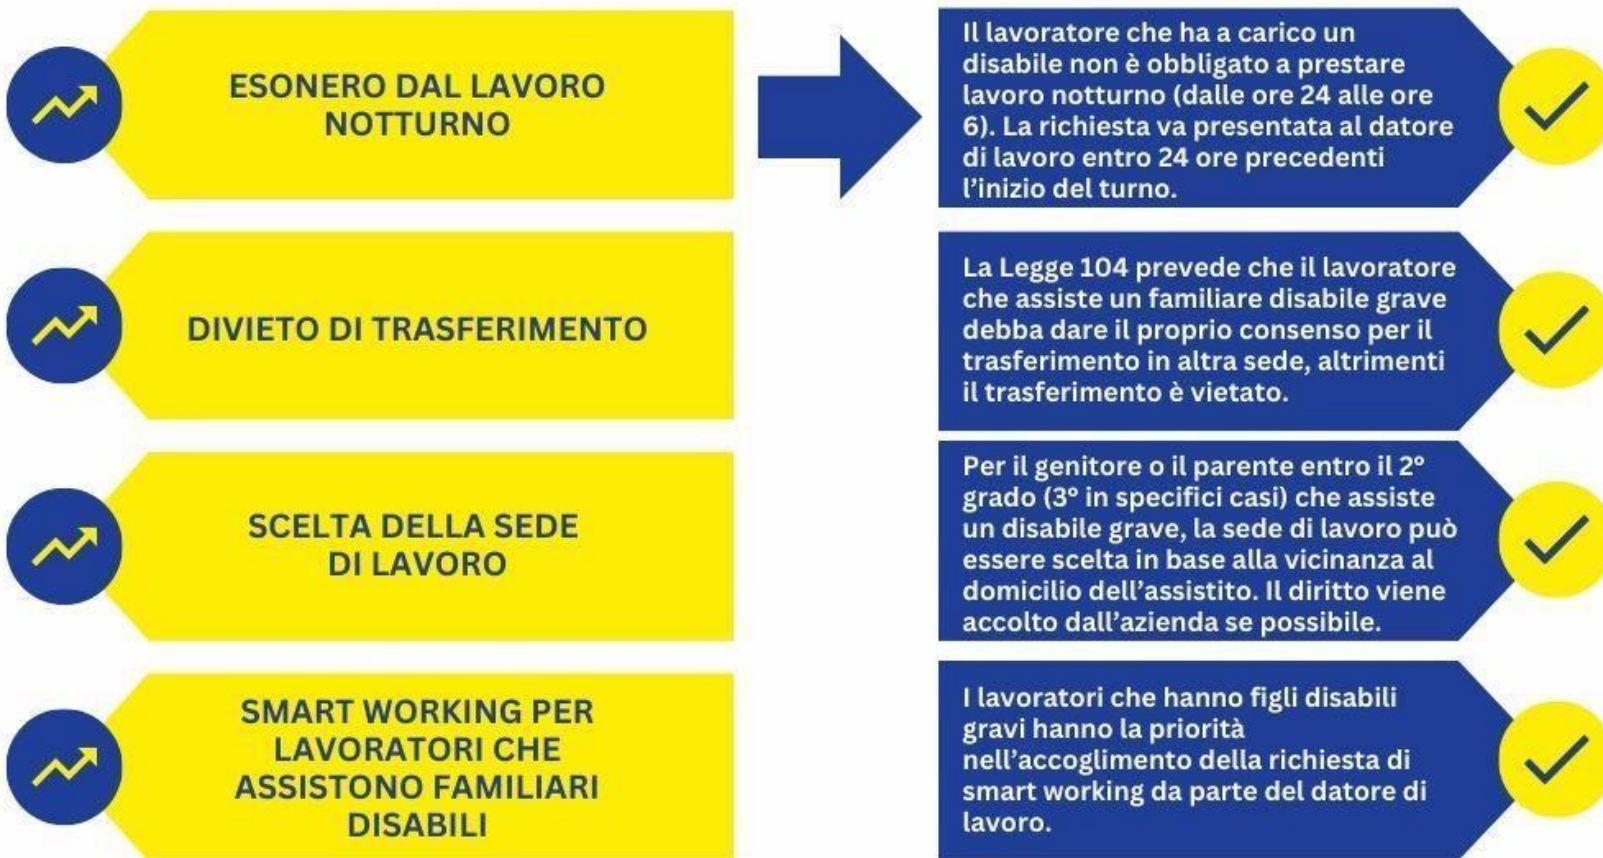 ESONERO DAL LAVORO
NOTTURNO
Il lavoratore che ha a carico un
disabile non è obbligato a prestare
lavoro notturno (dalle ore 24 alle ore
6). La richiesta va presentata al datore
di lavoro entro 24 ore precedenti
l’inizio del turno.
DIVIETO DI TRASFERIMENTO
La Legge 104 prevede che il lavoratore
che assiste un familiare disabile grave
debba dare il proprio consenso per il
trasferimento in altra sede, altrimenti
il trasferimento è vietato.
SCELTA DELLA SEDE
DI LAVORO
Per il genitore o il parente entro il 2°
grado (3° in specifici casi) che assiste
un disabile grave, la sede di lavoro può
essere scelta in base alla vicinanza al
domicilio dell’assistito. Il diritto viene
accolto dall’azienda se possibile.
SMART WORKING PER
LAVORATORI CHE
ASSISTONO FAMILIARI
DISABILI
I lavoratori che hanno figli disabili
gravi hanno la priorità
nell’accoglimento della richiesta di
smart working da parte del datore di
lavoro.